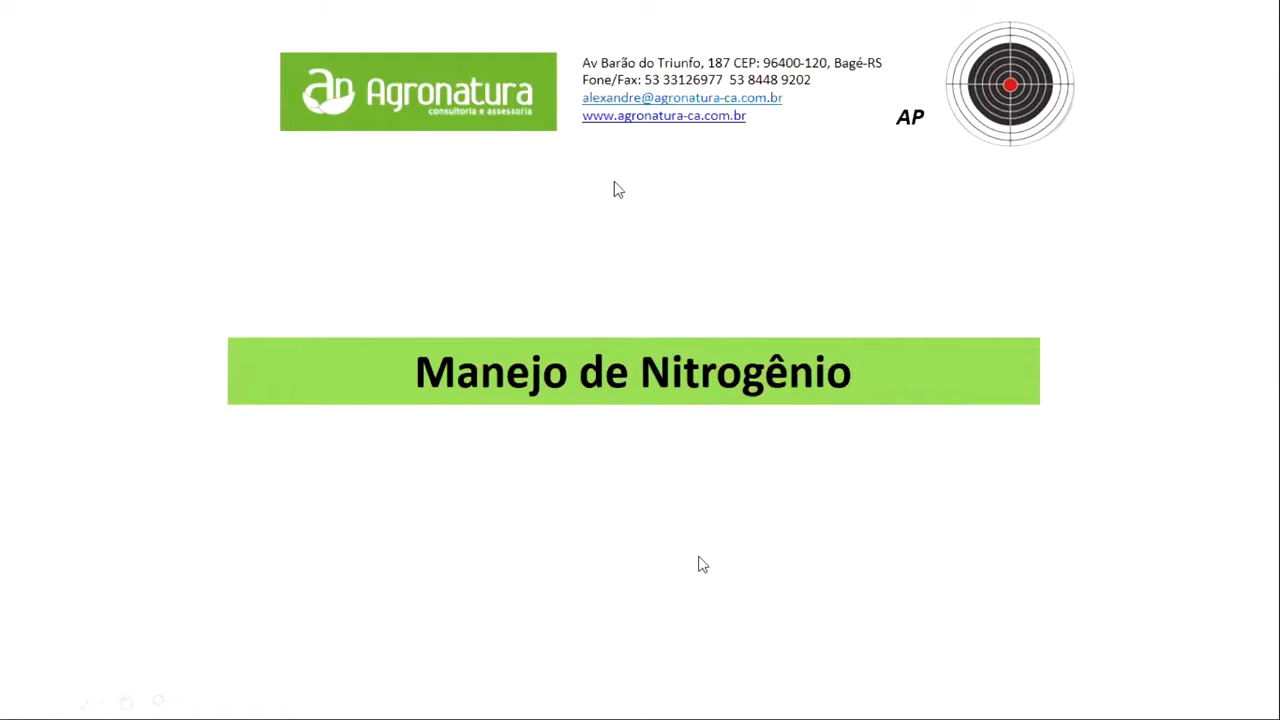 an Agronatura
consultoria e assessoria
Av Barão do Triunfo, 187 CEP: 96400-120, Bagé-RS
Fone/Fax: 53 33126977  53 8448 9202
alexandre@agronatura-ca.com.br
www.agronatura-ca.com.br
AP
Manejo de Nitrogênio